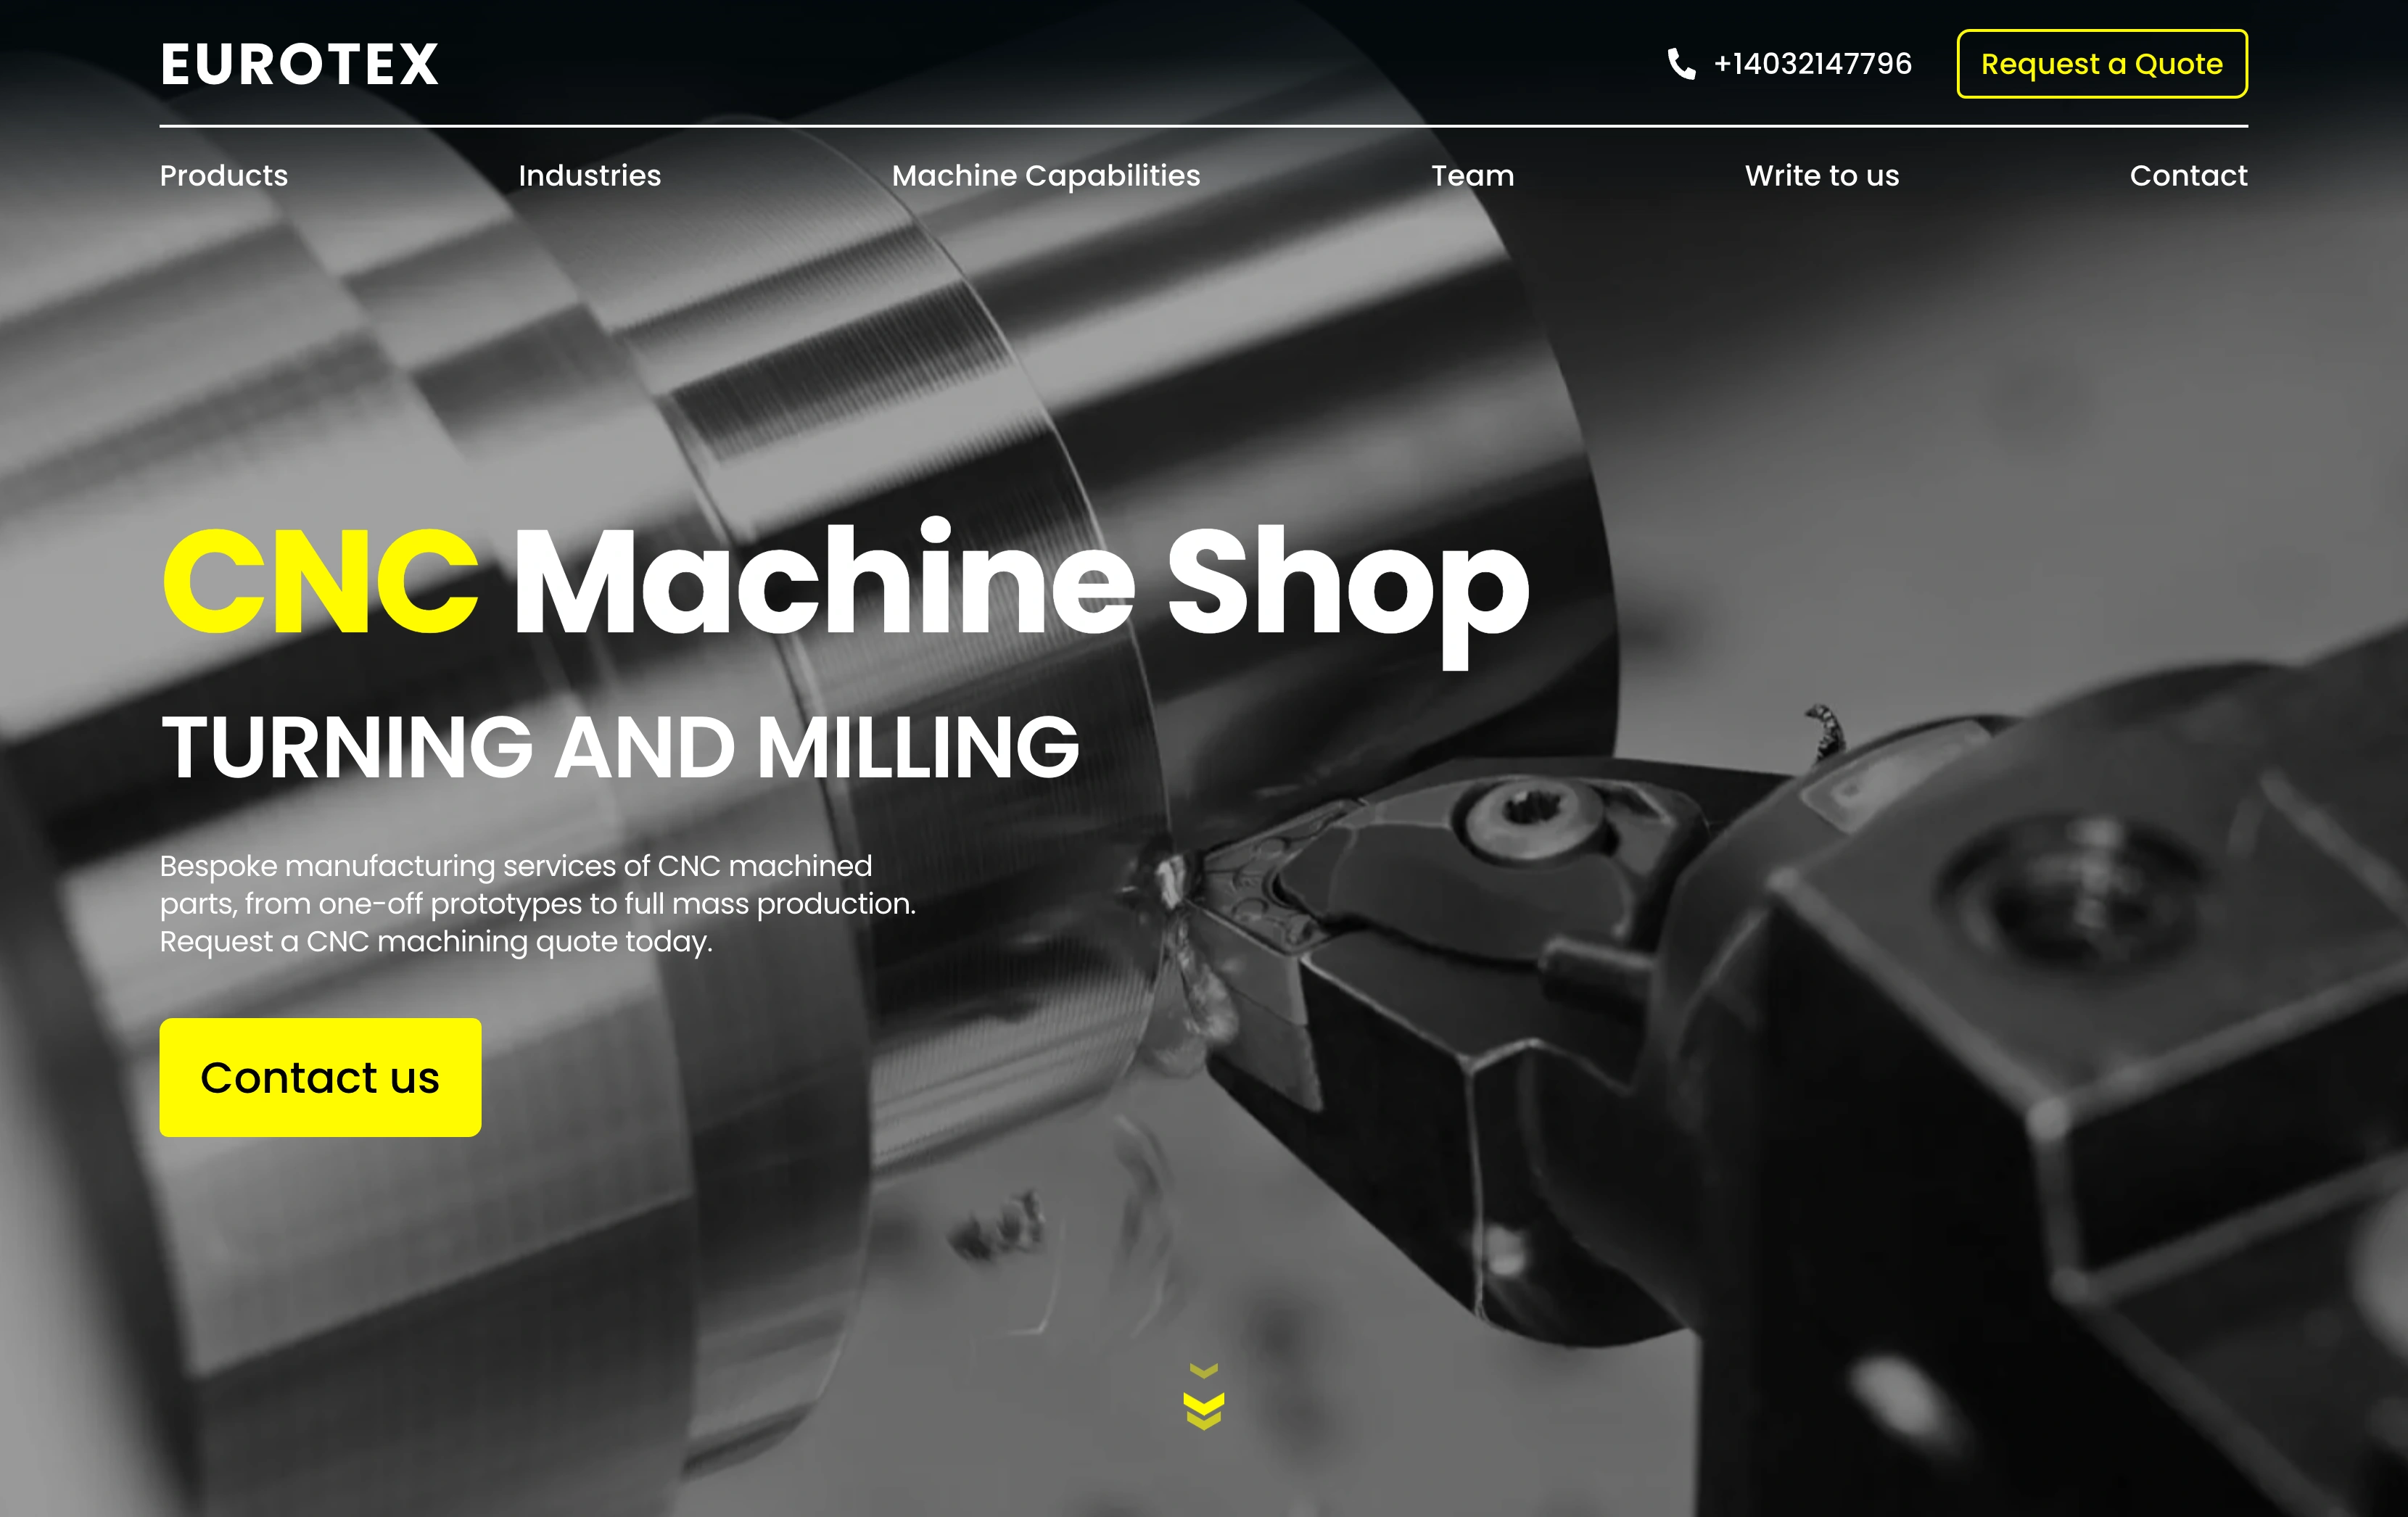 EUROTEX
+14032147796
Request a Quote
Products
Industries
Machine Capabilities
Team
Write to us
Contact
CNC Machine Shop
TURNING AND MILLING
Bespoke manufacturing services of CNC machined
parts, from one-off prototypes to full mass production.
Request a CNC machining quote today.
Contact us